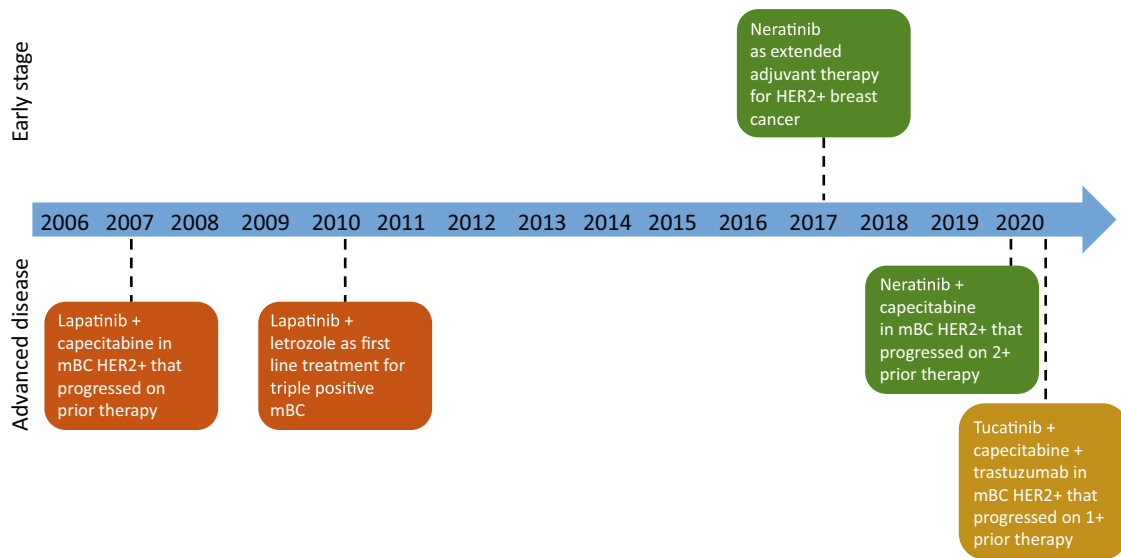 Early stage
Neratinib
as extended
adjuvant therapy
for HER2+ breast
cancer
2006 2007 2008 2009 2010 2011 2012 2013 2014 2015 2016 2017 2018 2019 2020
Advanced disease
Lapatinib +
capecitabine in
mBC HER2+ that
progressed on
prior therapy
Lapatinib +
letrozole as first
line treatment for
triple positive
mBC
Neratinib +
capecitabine
in mBC HER2+ that
progressed on 2+
prior therapy
Tucatinib +
capecitabine +
trastuzumab in
mBC HER2+ that
progressed on 1+
prior therapy